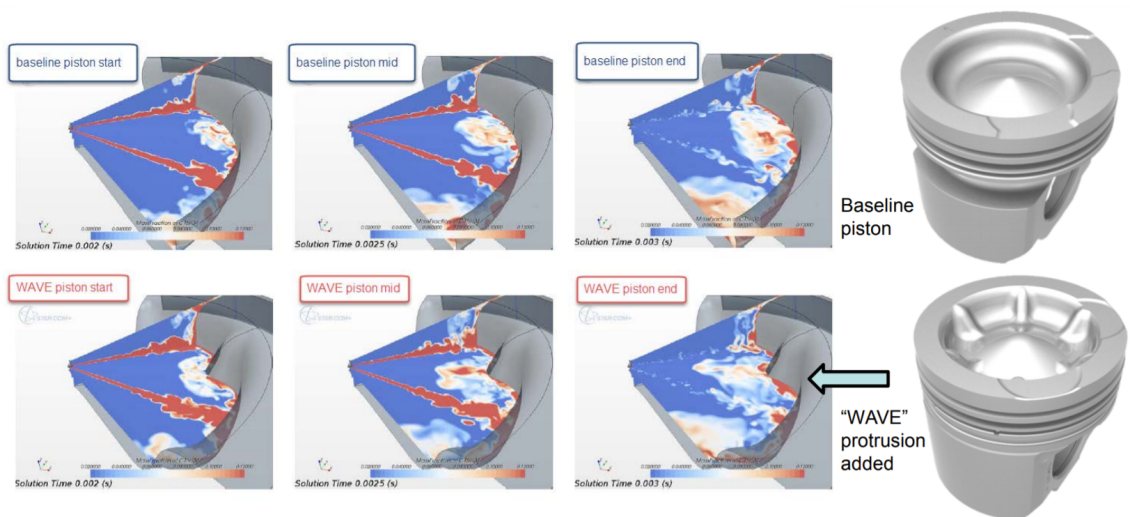 baseline piston start
baseline piston mid
baseline piston end
0.12000
Solution Time 0.002 (s)
Solution Time 0.0025 (s)
Solution Time 0.003 (s)
Baseline
piston
WAVE piston start
WAVE piston mid
WAVE piston end
Solution Time 0.002 (s)
Solution Time 0.0025 (s)
Solution Time 0.003 (s)
“WAVE”
protrusion
added